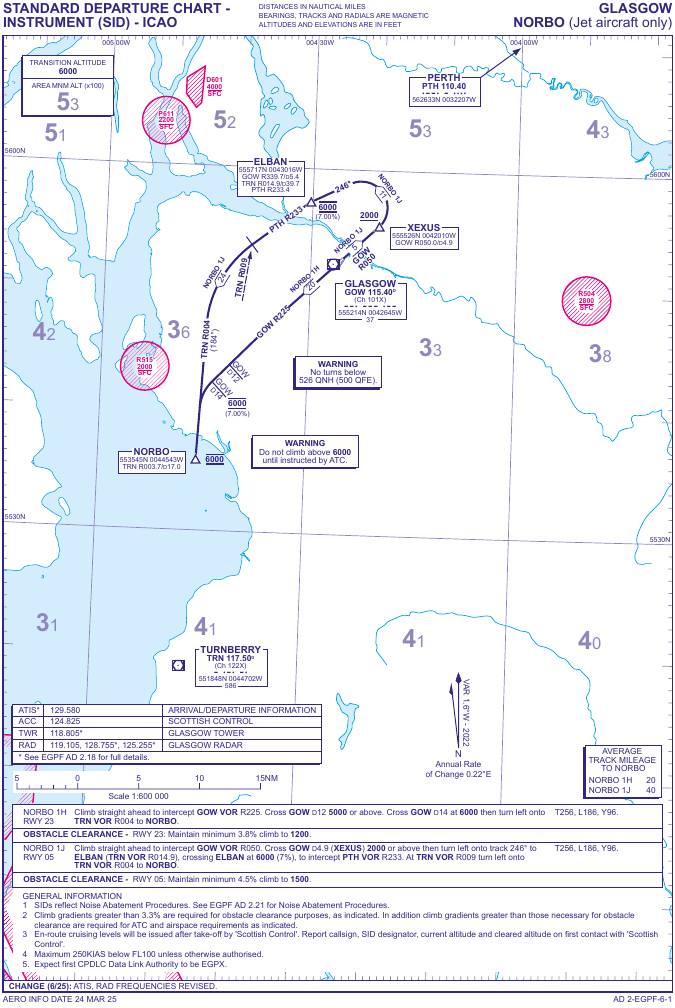 STANDARD DEPARTURE CHART -
INSTRUMENT (SID) - ICAO
DISTANCES IN NAUTICAL MILES
BEARINGS, TRACKS AND RADIALS ARE MAGNETIC
ALTITUDES AND ELEVATIONS ARE IN FEET
GLASGOW
NORBO (Jet aircraft only)
005 00W
004 30W
004 00W
TRANSITION ALTITUDE
6000
AREA MNM ALT (x100)
53
D601
4000
SFC
P611
2200
SFC
PERTH
PTH 110.40
562633N 0032207W
51
52
53
43
5600N
5600N
ELBAN
555717N 0043016W
GOW R339.7/D5.4
TRN R014.9/D39.7
PTH R233.4
246°
NORBO 1J
11
6000
(7.00%)
2000
XEXUS
555526N 0042010W
GOW R050.0/D4.9
PTH R233
NORBO 1J
5
GOW
R050
NORBO 1J
24
TRN R009
NORBO 1H
20
GLASGOW
GOW 115.40D
(Ch 101X)
555214N 0042645W
37
R504
2800
SFC
GOW R225
TRN R004
(184°)
42
36
33
38
R515
2000
SFC
GOW
D12
GOW
D14
6000
(7.00%)
WARNING
No turns below
526 QNH (500 QFE).
WARNING
Do not climb above 6000
until instructed by ATC.
NORBO
553545N 0044543W
TRN R003.7/D17.0
6000
5530N
5530N
31
41
41
40
TURNBERRY
TRN 117.50D
(Ch 122X)
551848N 0044702W
586
VAR 1.6°W - 2022
N
Annual Rate
of Change 0.22°E
ATIS* 129.580 ARRIVAL/DEPARTURE INFORMATION
ACC 124.825 SCOTTISH CONTROL
TWR 118.805* GLASGOW TOWER
RAD 119.105, 128.755*, 125.255* GLASGOW RADAR
* See EGPF AD 2.18 for full details.
5 0 5 10 15NM
Scale 1:600 000
AVERAGE
TRACK MILEAGE
TO NORBO
NORBO 1H 20
NORBO 1J 40
NORBO 1H Climb straight ahead to intercept GOW VOR R225. Cross GOW D12 5000 or above. Cross GOW D14 at 6000 then turn left onto T256, L186, Y96.
RWY 23 TRN VOR R004 to NORBO.
OBSTACLE CLEARANCE - RWY 23: Maintain minimum 3.8% climb to 1200.
NORBO 1J Climb straight ahead to intercept GOW VOR R050. Cross GOW D4.9 (XEXUS) 2000 or above then turn left onto track 246° to T256, L186, Y96.
RWY 05 ELBAN (TRN VOR R014.9), crossing ELBAN at 6000 (7%), to intercept PTH VOR R233. At TRN VOR R009 turn left onto
TRN VOR R004 to NORBO.
OBSTACLE CLEARANCE - RWY 05: Maintain minimum 4.5% climb to 1500.
GENERAL INFORMATION
1 SIDs reflect Noise Abatement Procedures. See EGPF AD 2.21 for Noise Abatement Procedures.
2 Climb gradients greater than 3.3% are required for obstacle clearance purposes, as indicated. In addition climb gradients greater than those necessary for obstacle
clearance are required for ATC and airspace requirements as indicated.
3 En-route cruising levels will be issued after take-off by 'Scottish Control'. Report callsign, SID designator, current altitude and cleared altitude on first contact with 'Scottish
Control'.
4 Maximum 250KIAS below FL100 unless otherwise authorised.
5. Expect first CPDLC Data Link Authority to be EGPX.
CHANGE (6/25): ATIS, RAD FREQUENCIES REVISED.
AERO INFO DATE 24 MAR 25
AD 2-EGPF-6-1